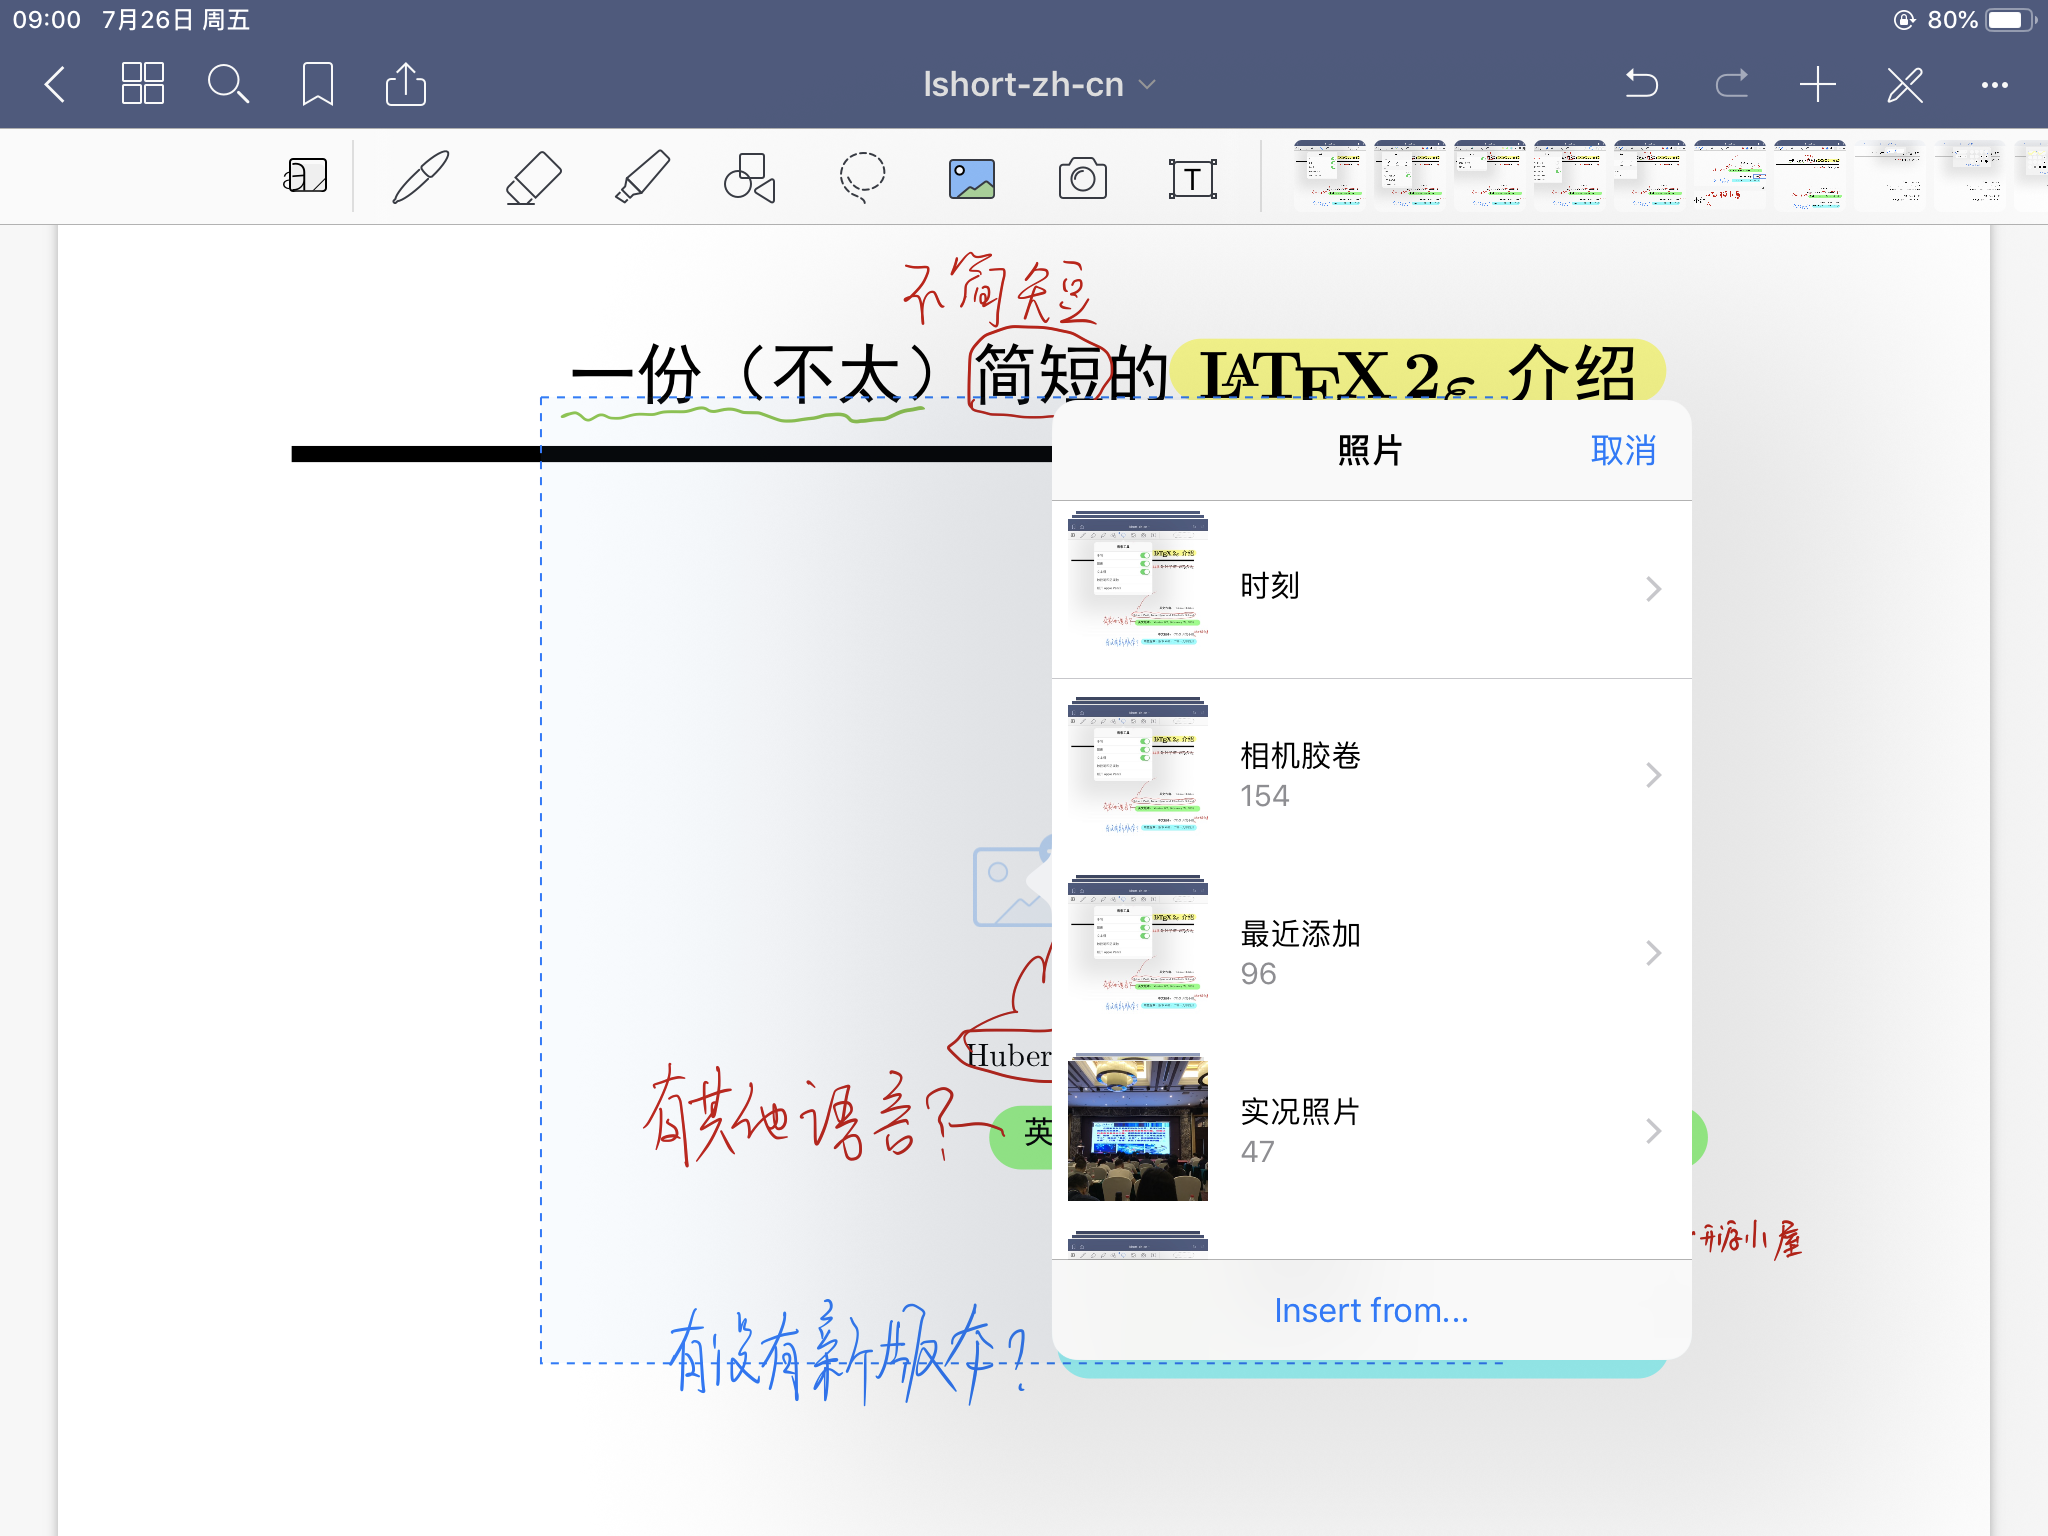 09:00 7月26日 周五 80%
lshort-zh-cn
T
不简短
一份（不太）简短的 LATEX 2ε 介绍
照片 取消
时刻
相机胶卷
154
最近添加
96
实况照片
47
Insert from...
Huber
有其他语言？
英
小屋
有没有新版本？